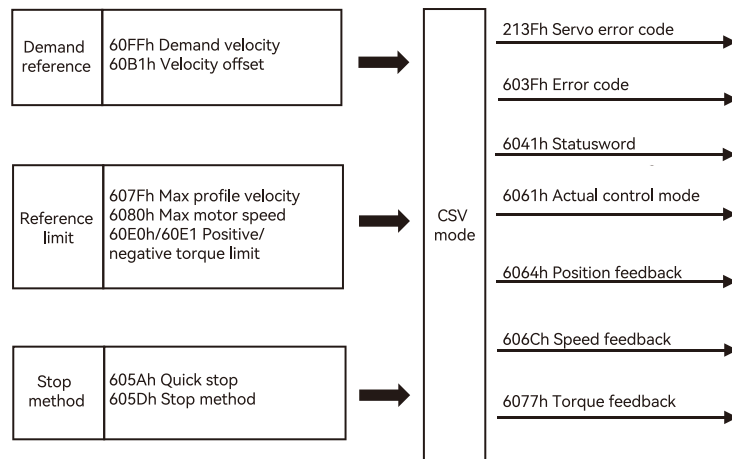 Demand
reference
60FFh Demand velocity
60B1h Velocity offset
Reference
limit
607Fh Max profile velocity
6080h Max motor speed
60E0h/60E1 Positive/
negative torque limit
Stop
method
605Ah Quick stop
605Dh Stop method
CSV
mode
213Fh Servo error code
603Fh Error code
6041h Statusword
6061h Actual control mode
6064h Position feedback
606Ch Speed feedback
6077h Torque feedback